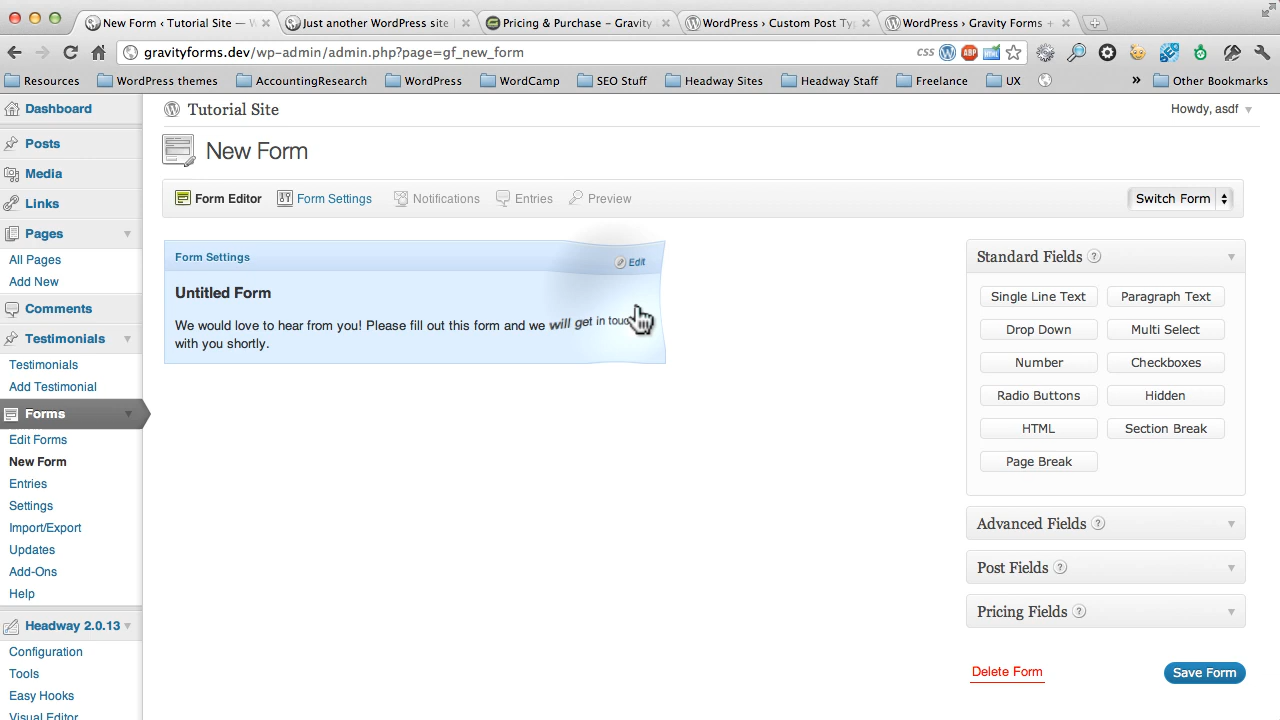 New Form ‹ Tutorial Site — W
Just another WordPress site
Pricing & Purchase - Gravity
WordPress › Custom Post Typ
WordPress › Gravity Forms +
gravityforms.dev/wp-admin/admin.php?page=gf_new_form
CSS
ABP
Resources
WordPress themes
AccountingResearch
WordPress
WordCamp
SEO Stuff
Headway Sites
Headway Staff
Freelance
UX
»
Other Bookmarks
Dashboard
Posts
Media
Links
Pages
All Pages
Add New
Comments
Testimonials
Testimonials
Add Testimonial
Forms
Edit Forms
New Form
Entries
Settings
Import/Export
Updates
Add-Ons
Help
Headway 2.0.13
Configuration
Tools
Easy Hooks
Visual Editor
Tutorial Site
Howdy, asdf
New Form
Form Editor
Form Settings
Notifications
Entries
Preview
Switch Form
Form Settings
Edit
Untitled Form
We would love to hear from you! Please fill out this form and we will get in touc
with you shortly.
Standard Fields ?
Single Line Text
Paragraph Text
Drop Down
Multi Select
Number
Checkboxes
Radio Buttons
Hidden
HTML
Section Break
Page Break
Advanced Fields ?
Post Fields ?
Pricing Fields ?
Delete Form
Save Form